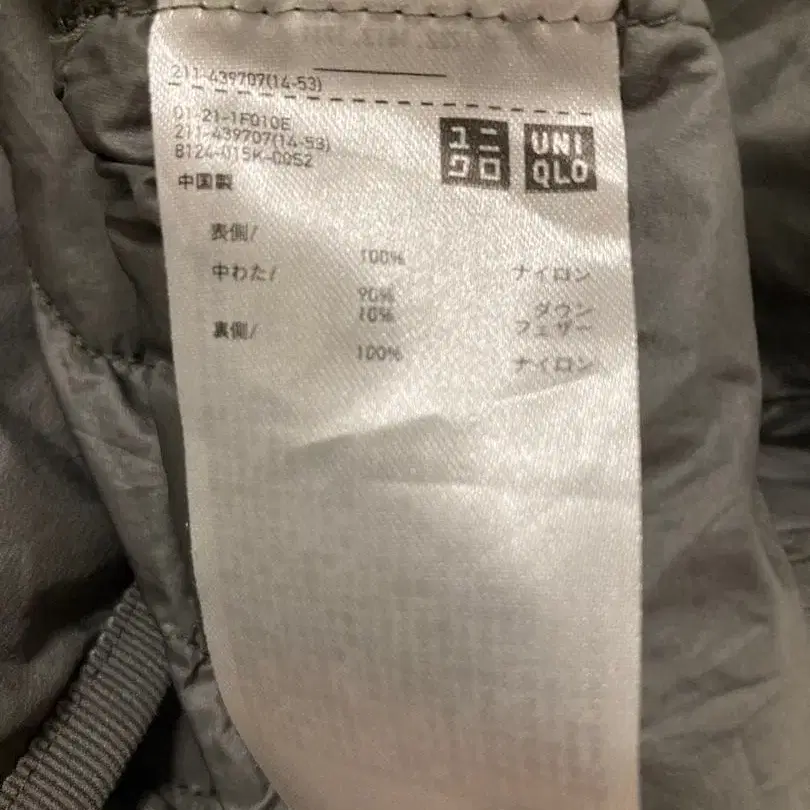 211-439707(14-53)
01-21-1F010E
211-439707(14-53)
8124-015K-0052
中国製
ユニ
クロ
UNI
QLO
表側/
100% ナイロン
中わた/
90% ダウン
10% フェザー
裏側/
100% ナイロン